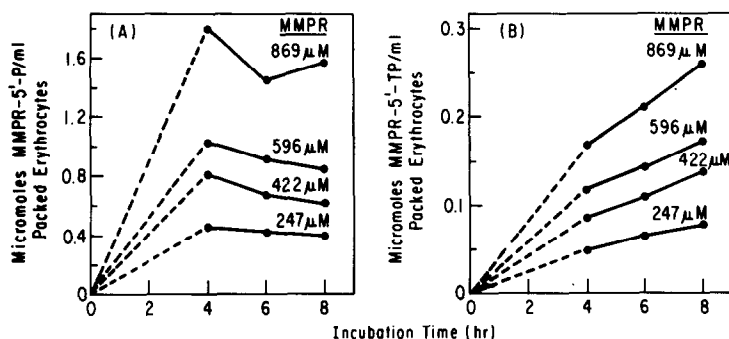 (A)
MMPR
869 μM
596 μM
422 μM
247 μM
Micromoles MMPR-5'-P/ml
Packed Erythrocytes
1.6
1.2
0.8
0.4
0
0 2 4 6 8
(B)
MMPR
869 μM
596 μM
422 μM
247 μM
Micromoles MMPR-5'-TP/ml
Packed Erythrocytes
0.3
0.2
0.1
0
0 2 4 6 8
Incubation Time (hr)